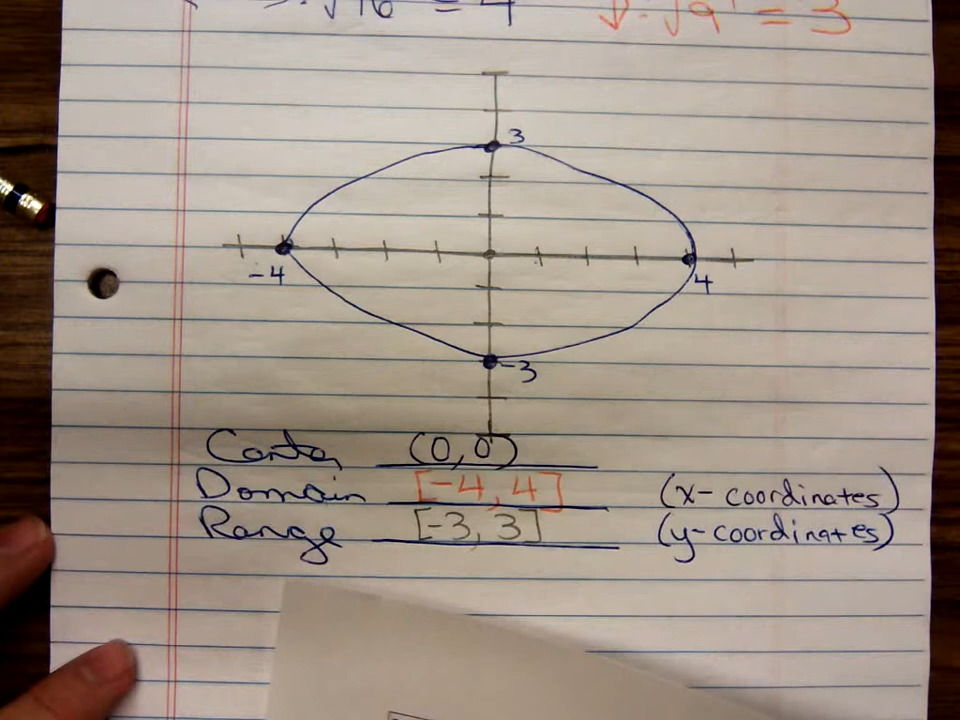 √16 = 4 √9 = 3
3
-4 4
-3
Center (0,0)
Domain [-4, 4] (x- coordinates)
Range [-3, 3] (y-coordinates)